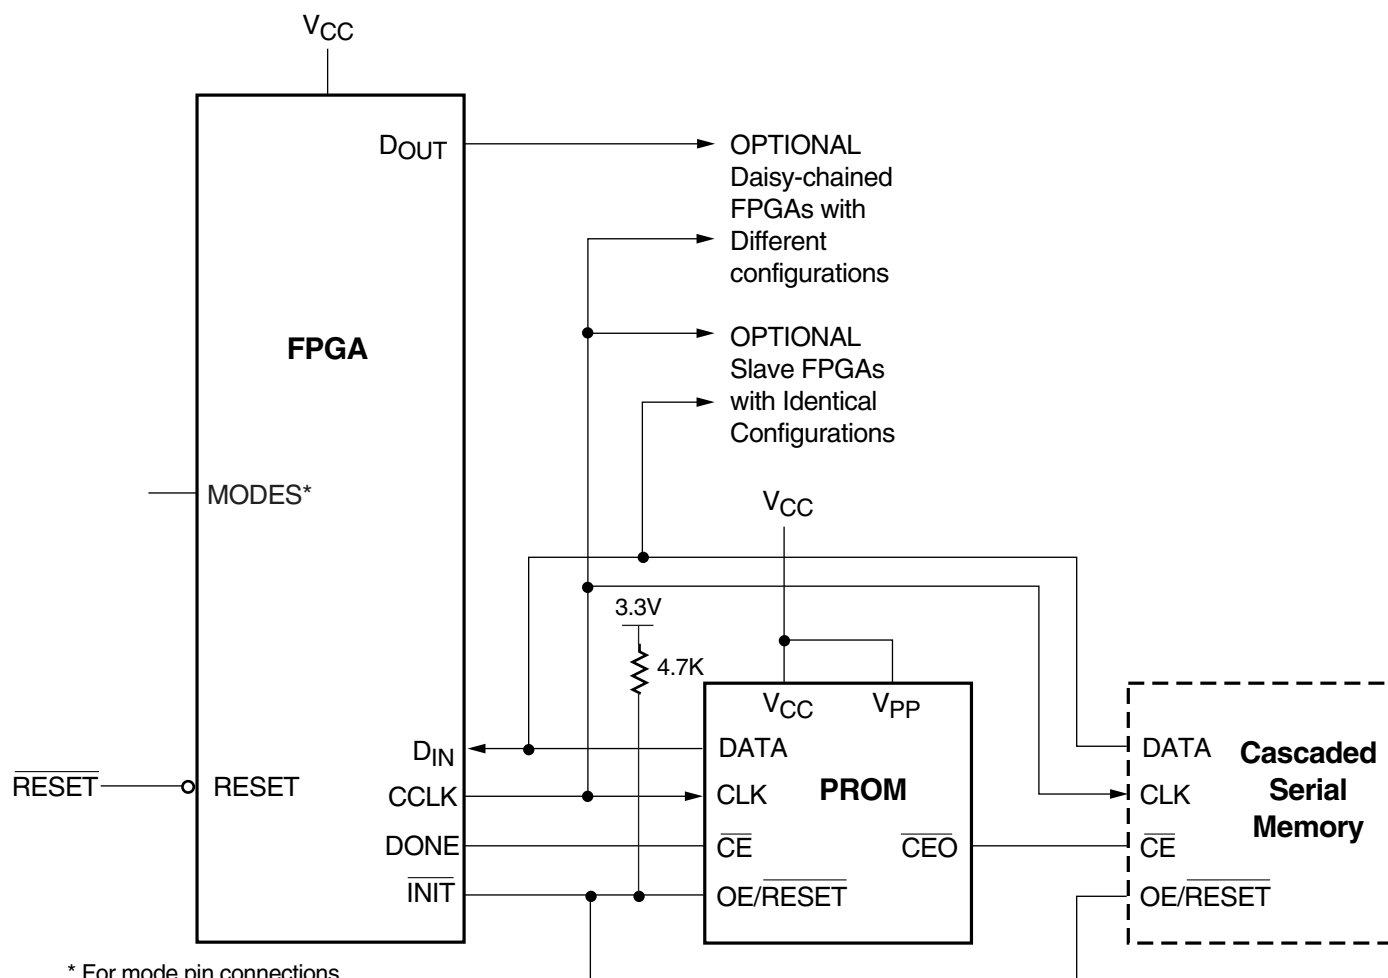 VCC
DOUT
OPTIONAL
Daisy-chained
FPGAs with
Different
configurations
FPGA
OPTIONAL
Slave FPGAs
with Identical
Configurations
MODES*
VCC
3.3V
4.7K
VCC VPP
DIN DATA DATA Cascaded
RESET RESET CCLK CLK PROM CLK Serial
Memory
DONE CE CEO CE
INIT OE/RESET OE/RESET
* For mode pin connections